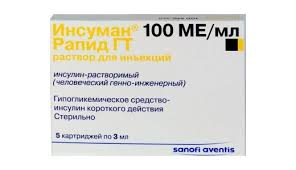 Инсуман® 100 МЕ/мл
Рапид ГТ
раствор для инъекций
инсулин-растворимый
(человеческий генно-инженерный)
Гипогликемическое средство-
инсулин короткого действия
Стерильно
5 картриджей по 3 мл
sanofi aventis